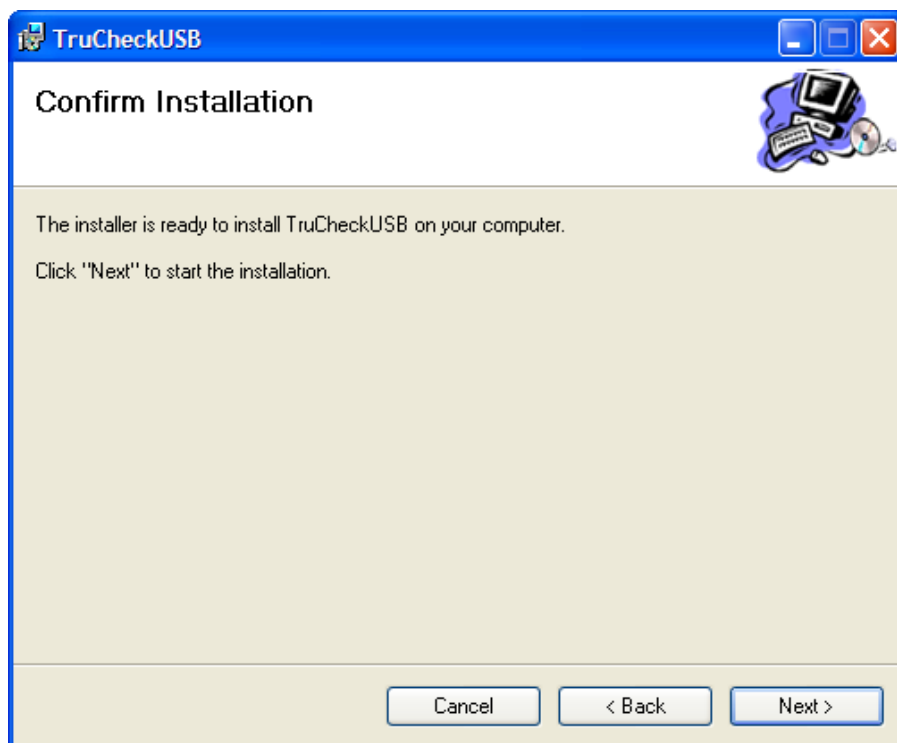 TruCheckUSB
Confirm Installation
The installer is ready to install TruCheckUSB on your computer.
Click "Next" to start the installation.
Cancel
< Back
Next >